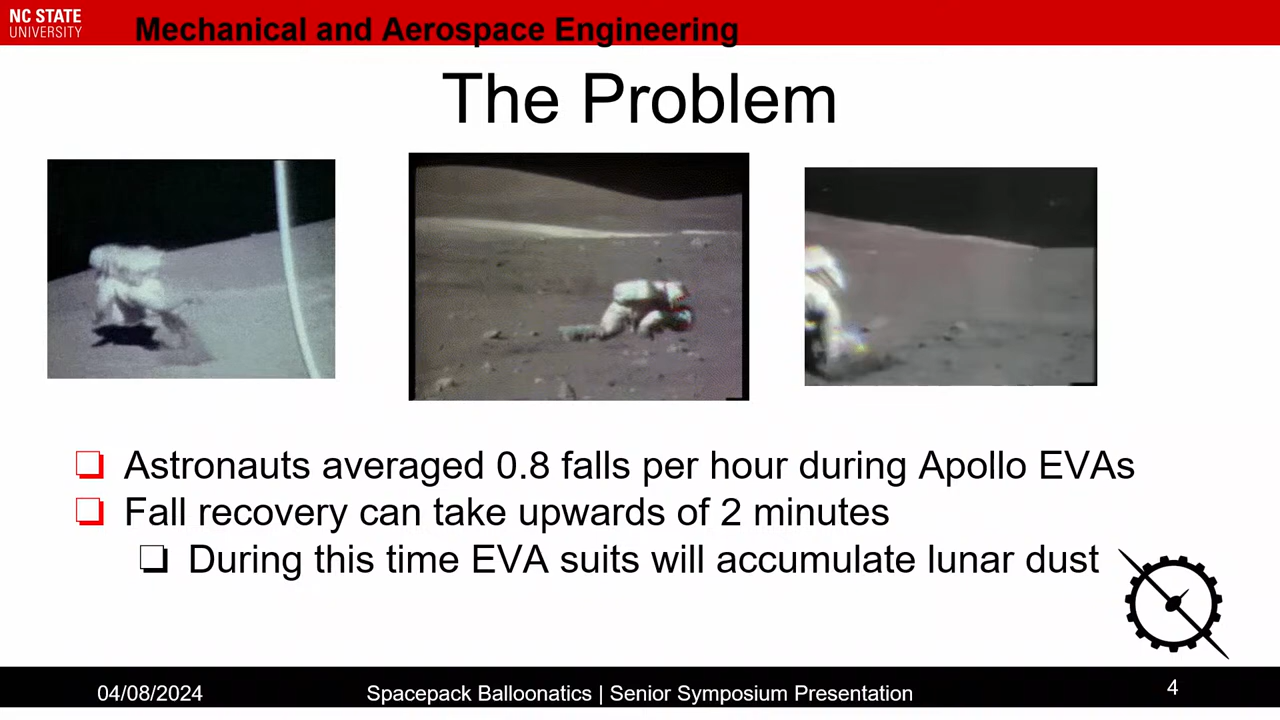 NC STATE
UNIVERSITY
Mechanical and Aerospace Engineering
The Problem
Astronauts averaged 0.8 falls per hour during Apollo EVAs
Fall recovery can take upwards of 2 minutes
During this time EVA suits will accumulate lunar dust
04/08/2024
Spacepack Balloonatics | Senior Symposium Presentation
4